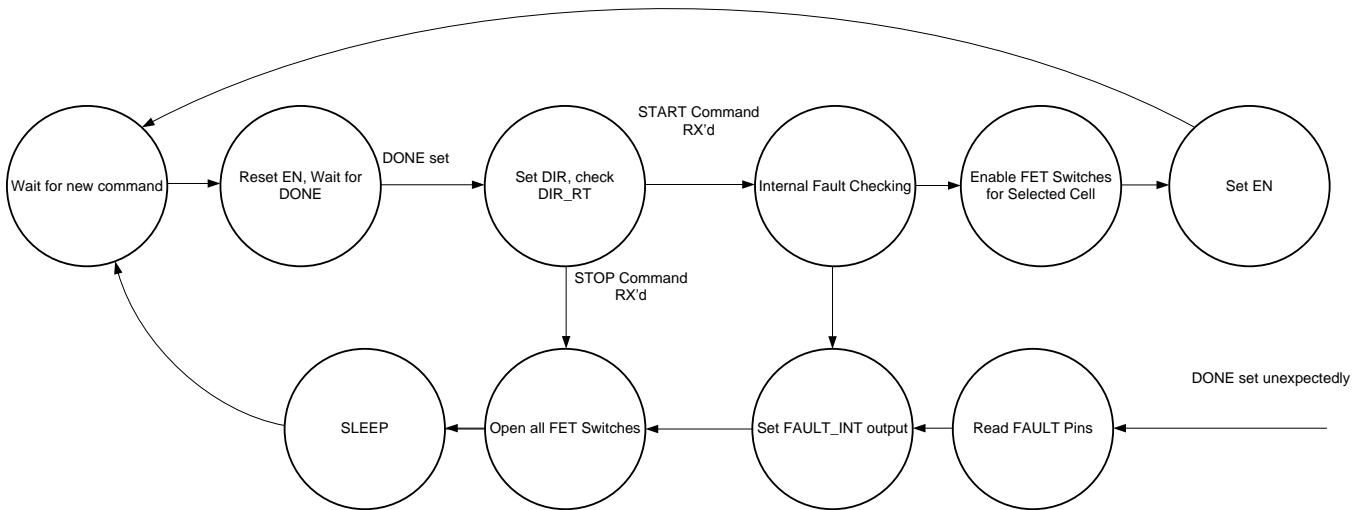 START Command
RX'd
Wait for new command
Reset EN, Wait for
DONE
DONE set
Set DIR, check
DIR_RT
Internal Fault Checking
Enable FET Switches
for Selected Cell
Set EN
STOP Command
RX'd
DONE set unexpectedly
SLEEP
Open all FET Switches
Set FAULT_INT output
Read FAULT Pins